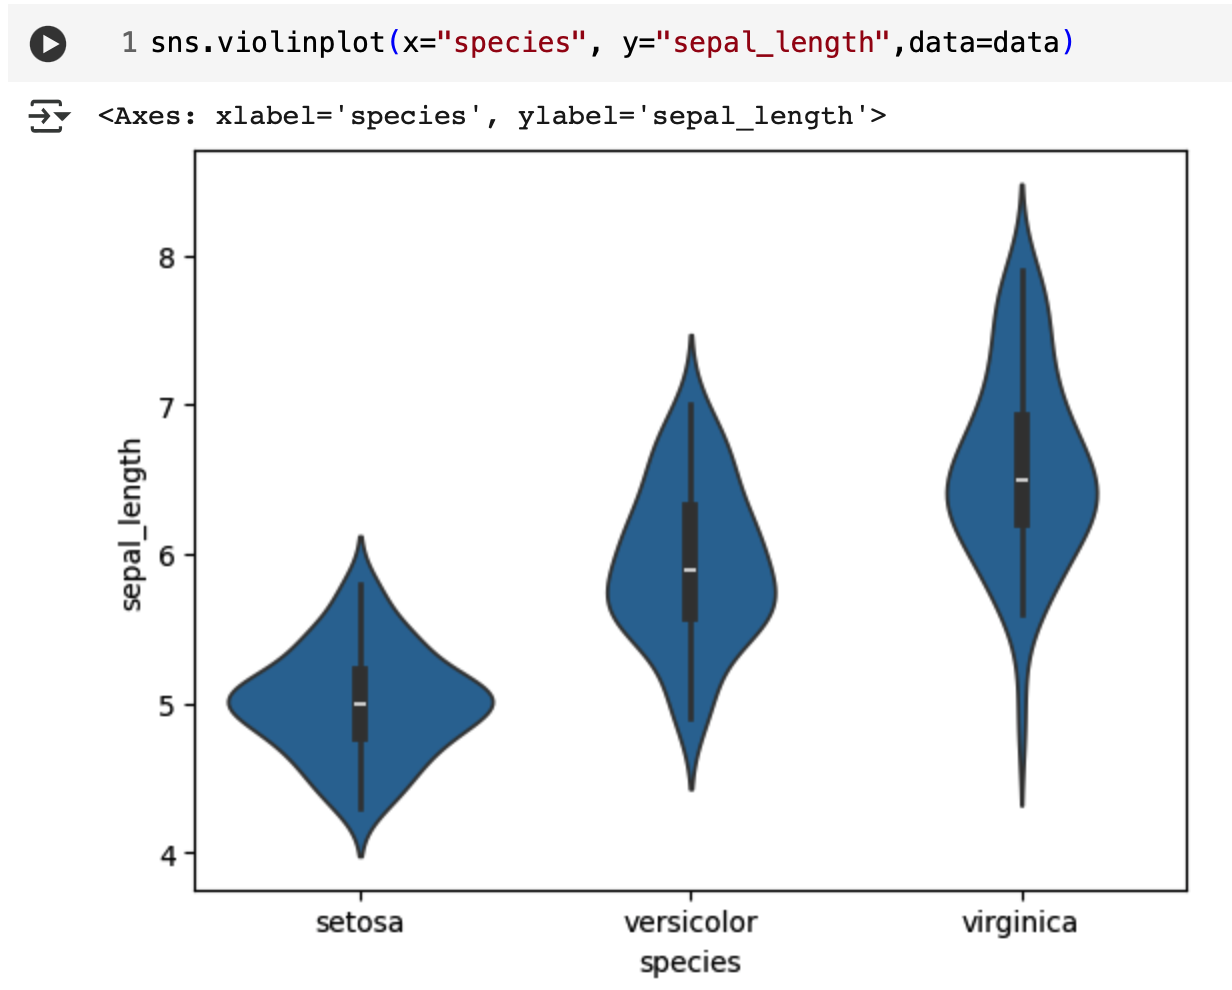 1 sns.violinplot(x="species", y="sepal_length",data=data)
<Axes: xlabel='species', ylabel='sepal_length'>
8
7
6
5
4
sepal_length
setosa versicolor virginica
species